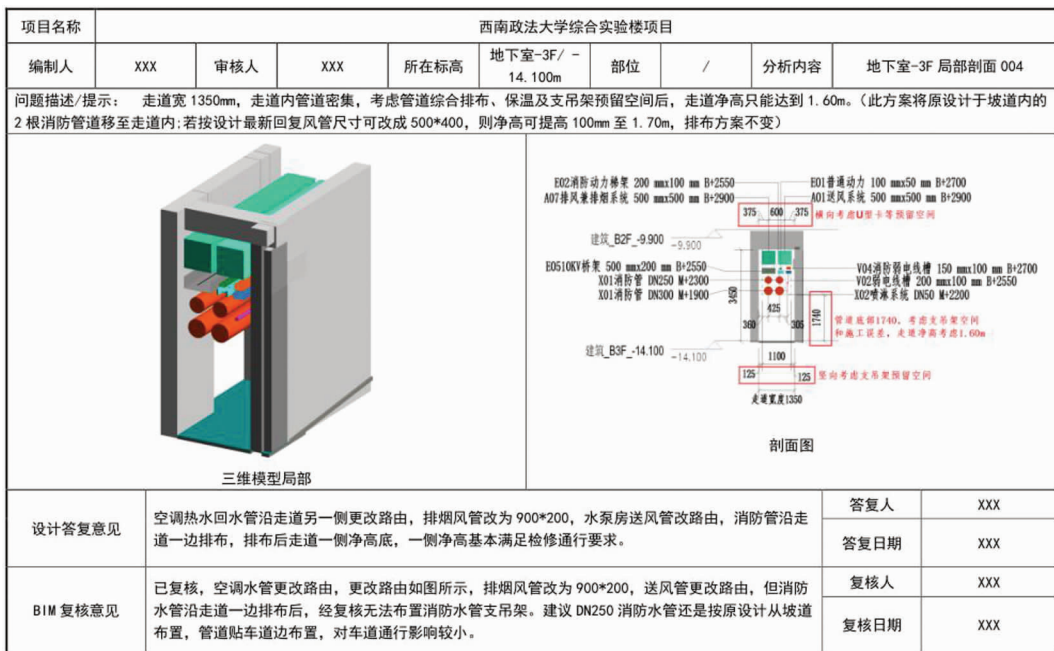 项目名称 西南政法大学综合实验楼项目
编制人 XXX 审核人 XXX 所在标高 地下室-3F/ -14.100m 部位 / 分析内容 地下室-3F 局部剖面 004
问题描述/提示： 走道宽 1350mm，走道内管道密集，考虑管道综合排布、保温及支吊架预留空间后，走道净高只能达到 1.60m。（此方案将原设计于坡道内的
2 根消防管道移至走道内;若按设计最新回复风管尺寸可改成 500*400，则净高可提高 100mm 至 1.70m，排布方案不变）
E02消防动力梯架 200 mmx100 mm B+2550
E01普通动力 100 mmx50 mm B+2700
A07排风兼排烟系统 500 mmx500 mm B+2900
A01送风系统 500 mmx500 mm B+2900
375 600 375 横向考虑U型卡等预留空间
建筑_B2F_-9.900 -9.900
E0510KV桥架 500 mmx200 mm B+2550
V04消防弱电线槽 150 mmx100 mm B+2700
X01消防管 DN250 M+2300
V02弱电线槽 200 mmx100 mm B+2550
X01消防管 DN300 M+1900
X02喷淋系统 DN50 M+2200
3450
425
360 305
1740
管道底部1740，考虑支吊架空间
和施工误差，走道净高考虑1.60m
建筑_B3F_-14.100 -14.100
1100
125 125 竖向考虑支吊架预留空间
走道宽度1350
剖面图
三维模型局部
设计答复意见
空调热水回水管沿走道另一侧更改路由，排烟风管改为 900*200，水泵房送风管改路由，消防管沿走
道一边排布，排布后走道一侧净高底，一侧净高基本满足检修通行要求。
答复人 XXX
答复日期 XXX
BIM 复核意见
已复核，空调水管更改路由，更改路由如图所示，排烟风管改为 900*200，送风管更改路由，但消防
水管沿走道一边排布后，经复核无法布置消防水管支吊架。建议 DN250 消防水管还是按原设计从坡道
布置，管道贴车道边布置，对车道通行影响较小。
复核人 XXX
复核日期 XXX